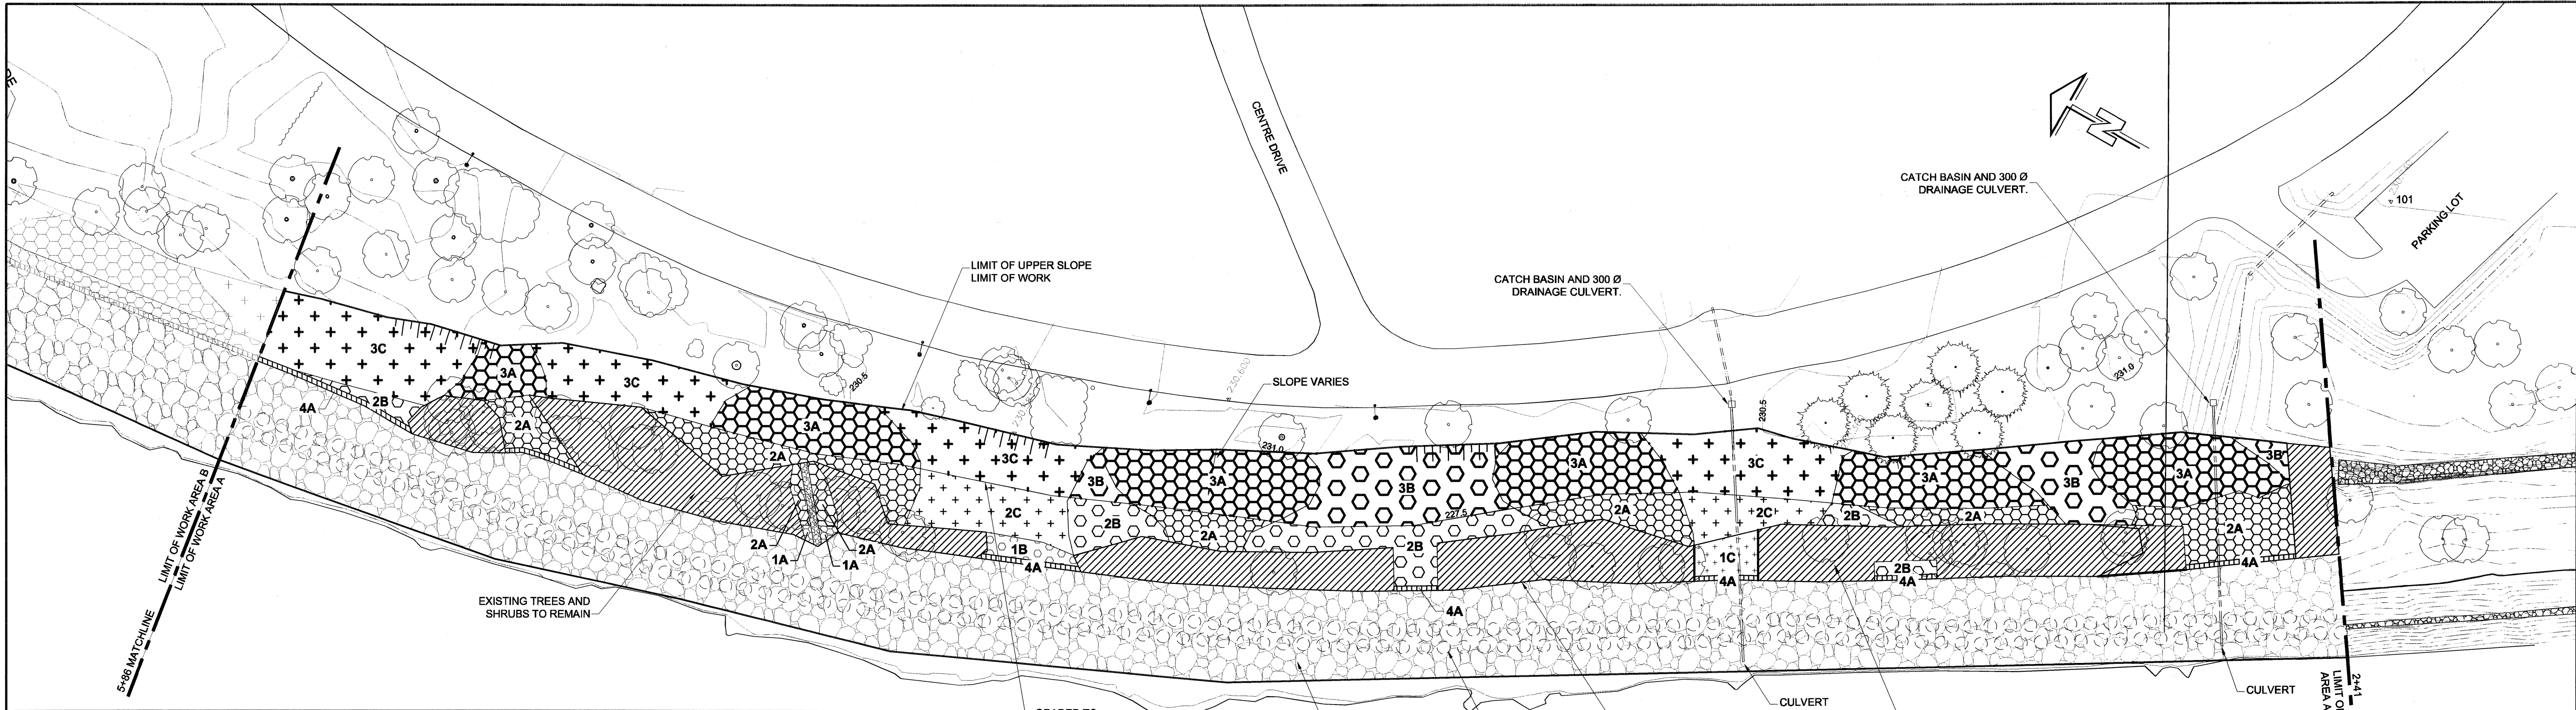 CENTRE DRIVE
N
CATCH BASIN AND 300 Ø
DRAINAGE CULVERT.
101
PARKING LOT
LIMIT OF UPPER SLOPE
LIMIT OF WORK
CATCH BASIN AND 300 Ø
DRAINAGE CULVERT.
SLOPE VARIES
230.600
230.5
230.5
231.0
231.0
227.5
3C
3A
3C
3A
3C
3B
3A
3B
3A
3C
3A
3B
3A
3B
4A
2B
2A
2A
2C
2B
2A
2B
2A
2C
2B
2A
2A
2A
1A
2A
1A
1B
4A
4A
1C
4A
2B
4A
4A
EXISTING TREES AND
SHRUBS TO REMAIN
LIMIT OF WORK AREA B
LIMIT OF WORK AREA A
5+86 MATCHLINE
CULVERT
CULVERT
2+41
LIMIT OF
AREA A